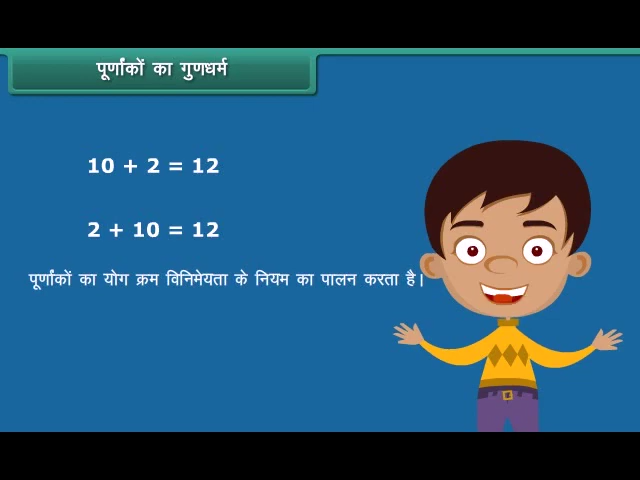 पूर्णांकों का गुणधर्म
10 + 2 = 12
2 + 10 = 12
पूर्णांकों का योग क्रम विनिमेयता के नियम का पालन करता है।